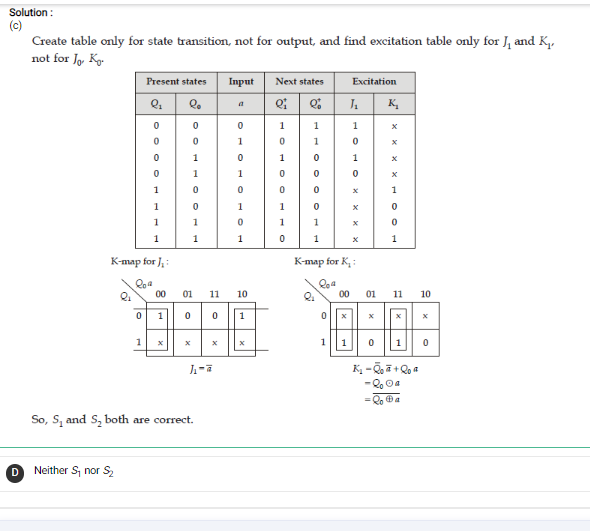 Solution :
(c)
Create table only for state transition, not for output, and find excitation table only for J₁ and K₁,
not for J₀, K₀.
Present states Input Next states Excitation
Q₁ Q₀ a Q₁⁺ Q₀⁺ J₁ K₁
0 0 0 1 1 1 x
0 0 1 0 1 0 x
0 1 0 1 0 1 x
0 1 1 0 0 0 x
1 0 0 0 0 x 1
1 0 1 1 0 x 0
1 1 0 1 1 x 0
1 1 1 0 1 x 1
K-map for J₁ : K-map for K₁ :
Q₀a Q₀a
Q₁ 00 01 11 10 Q₁ 00 01 11 10
0 1 0 0 1 0 x x x x
1 x x x x 1 1 0 1 0
J₁ = a̅ K₁ = Q̅₀ a̅ + Q₀ a
= Q₀ ⊙ a
= \overline{Q₀ ⊕ a}
So, S₁ and S₂ both are correct.
D Neither S₁ nor S₂